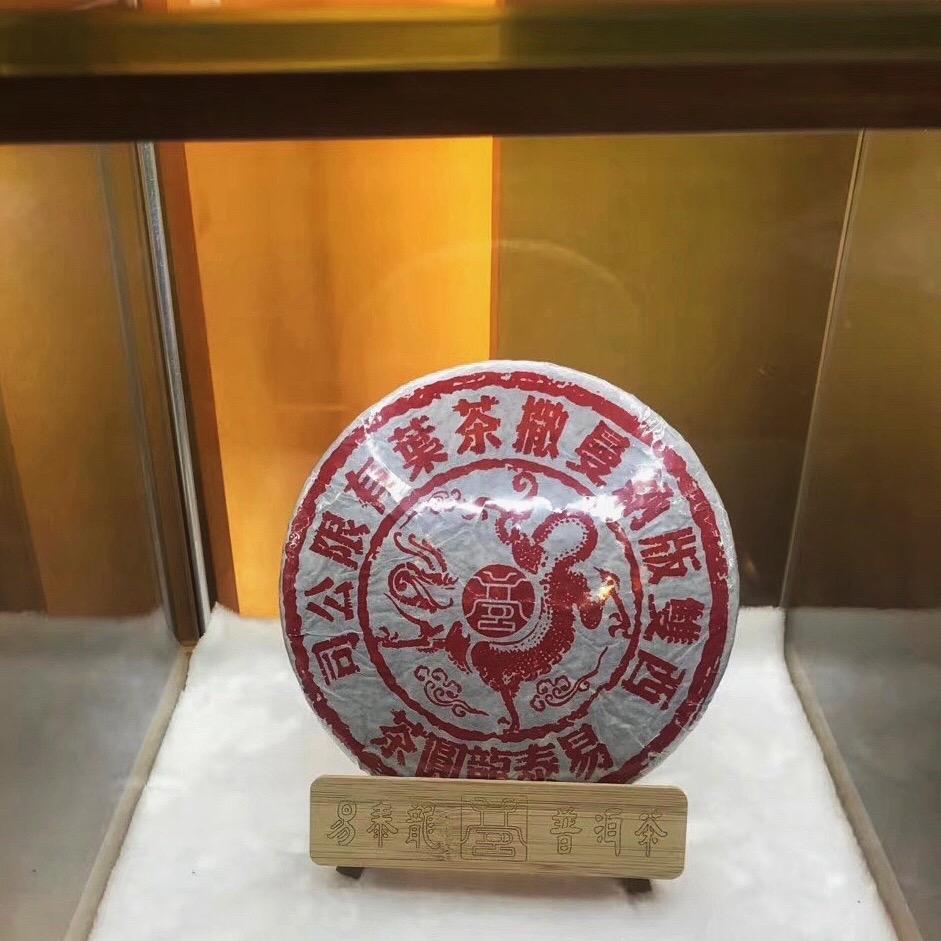 西雙版納曼撒茶葉有限公司
易泰龍圓茶
易泰龍 普洱茶